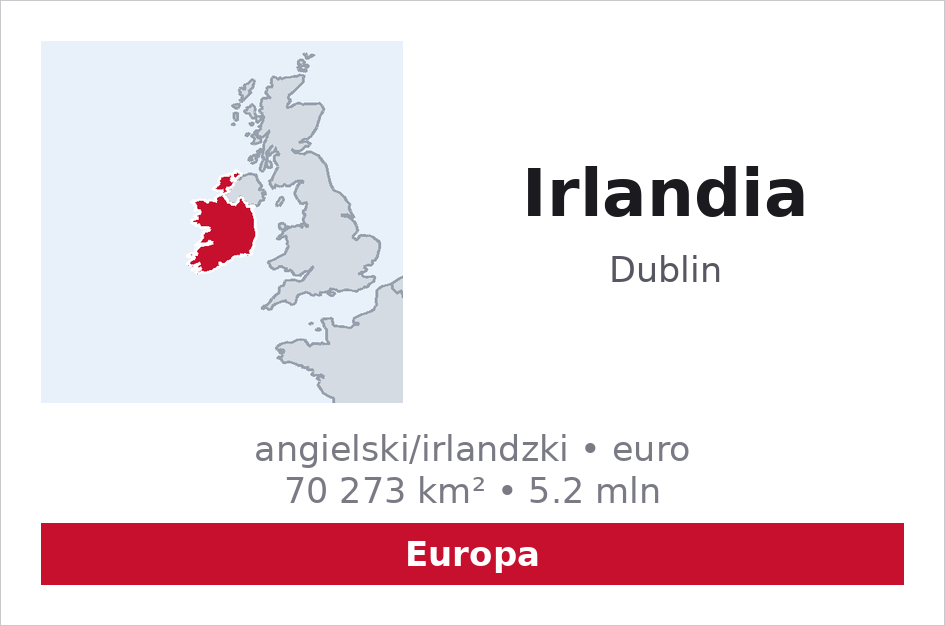 Irlandia
Dublin
angielski/irlandzki • euro
70 273 km² • 5.2 mln
Europa